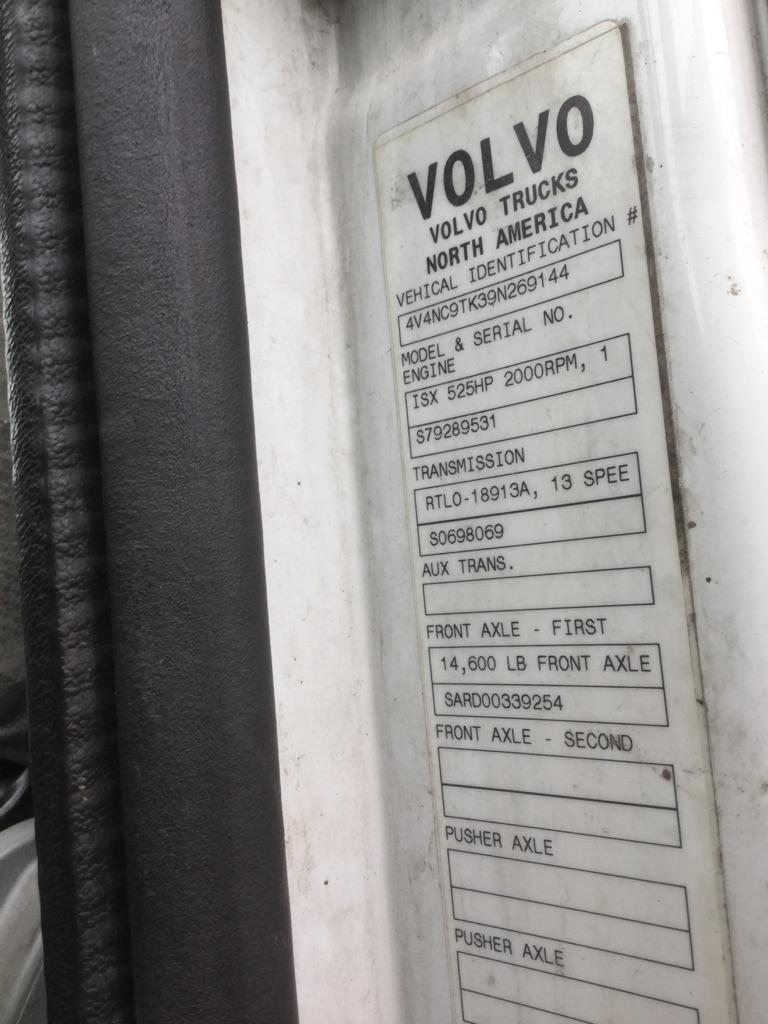 VOLVO
VOLVO TRUCKS
NORTH AMERICA
VEHICAL IDENTIFICATION #
4V4NC9TK39N269144
MODEL & SERIAL NO.
ENGINE
ISX 525HP 2000RPM, 1
S79289531
TRANSMISSION
RTLO-18913A, 13 SPEE
S0698069
AUX TRANS.
FRONT AXLE - FIRST
14,600 LB FRONT AXLE
SARD00339254
FRONT AXLE - SECOND
PUSHER AXLE
PUSHER AXLE